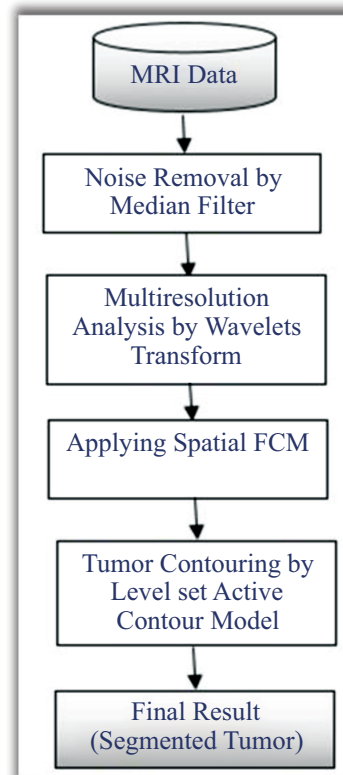 MRI Data
Noise Removal by
Median Filter
Multiresolution
Analysis by Wavelets
Transform
Applying Spatial FCM
Tumor Contouring by
Level set Active
Contour Model
Final Result
(Segmented Tumor)